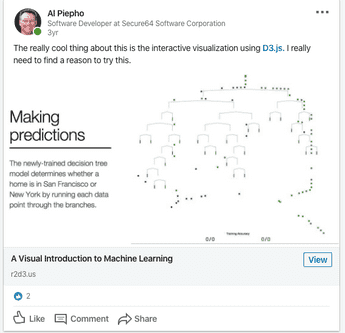 Al Piepho
Software Developer at Secure64 Software Corporation
3yr
The really cool thing about this is the interactive visualization using D3.js. I really
need to find a reason to try this.
Making
predictions
The newly-trained decision tree
model determines whether a
home is in San Francisco or
New York by running each data
point through the branches.
Training Accuracy
0/0 0/0
A Visual Introduction to Machine Learning
View
r2d3.us
2
Like Comment Share